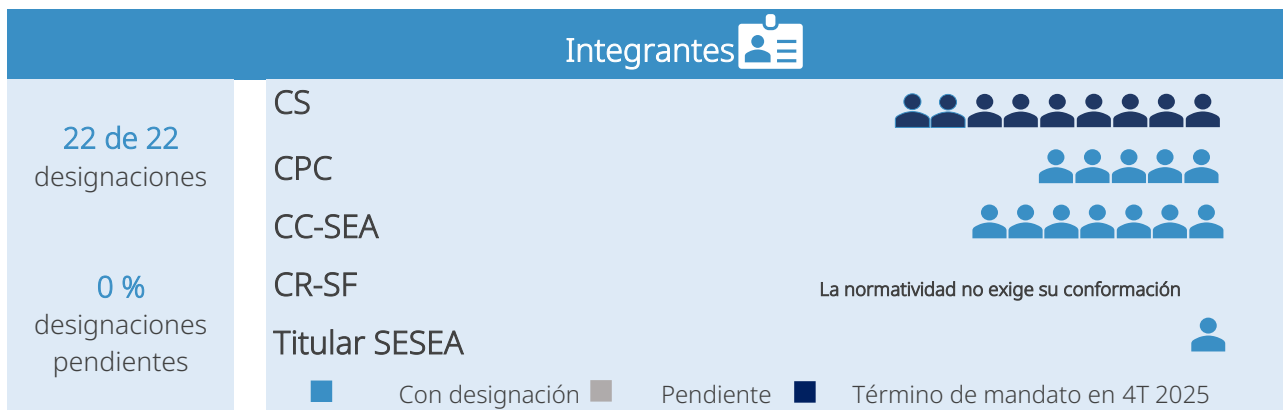 Integrantes
22 de 22
designaciones
0 %
designaciones
pendientes
CS
CPC
CC-SEA
CR-SF
La normatividad no exige su conformación
Titular SESEA
Con designación
Pendiente
Término de mandato en 4T 2025